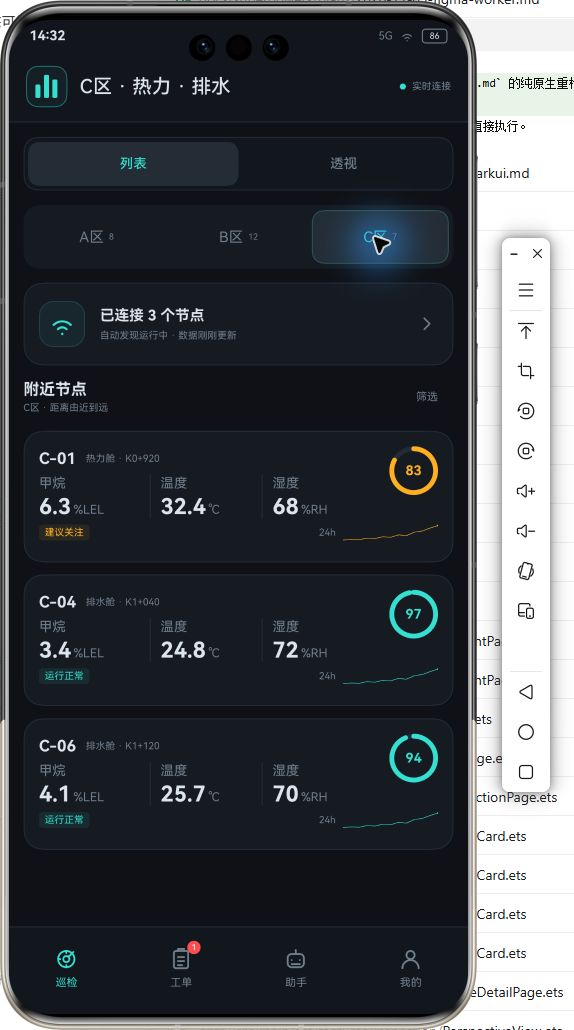 14:32
5G
86
C区 · 热力 · 排水
实时连接
列表
透视
A区 8
B区 12
C区 7
已连接 3 个节点
自动发现运行中 · 数据刚刚更新
附近节点
C区 · 距离由近到远
筛选
C-01 热力舱 · K0+920
83
甲烷 温度 湿度
6.3 %LEL 32.4 °C 68 %RH
建议关注
24h
C-04 排水舱 · K1+040
97
甲烷 温度 湿度
3.4 %LEL 24.8 °C 72 %RH
运行正常
24h
C-06 排水舱 · K1+120
94
甲烷 温度 湿度
4.1 %LEL 25.7 °C 70 %RH
运行正常
24h
1
巡检
工单
助手
我的
.md` 的纯原生重
直接执行。
arkui.md
ntPa
ntPa
ets
ge.e
ctionPage.ets
Card.ets
Card.ets
Card.ets
Card.ets
eDetailPage.ets